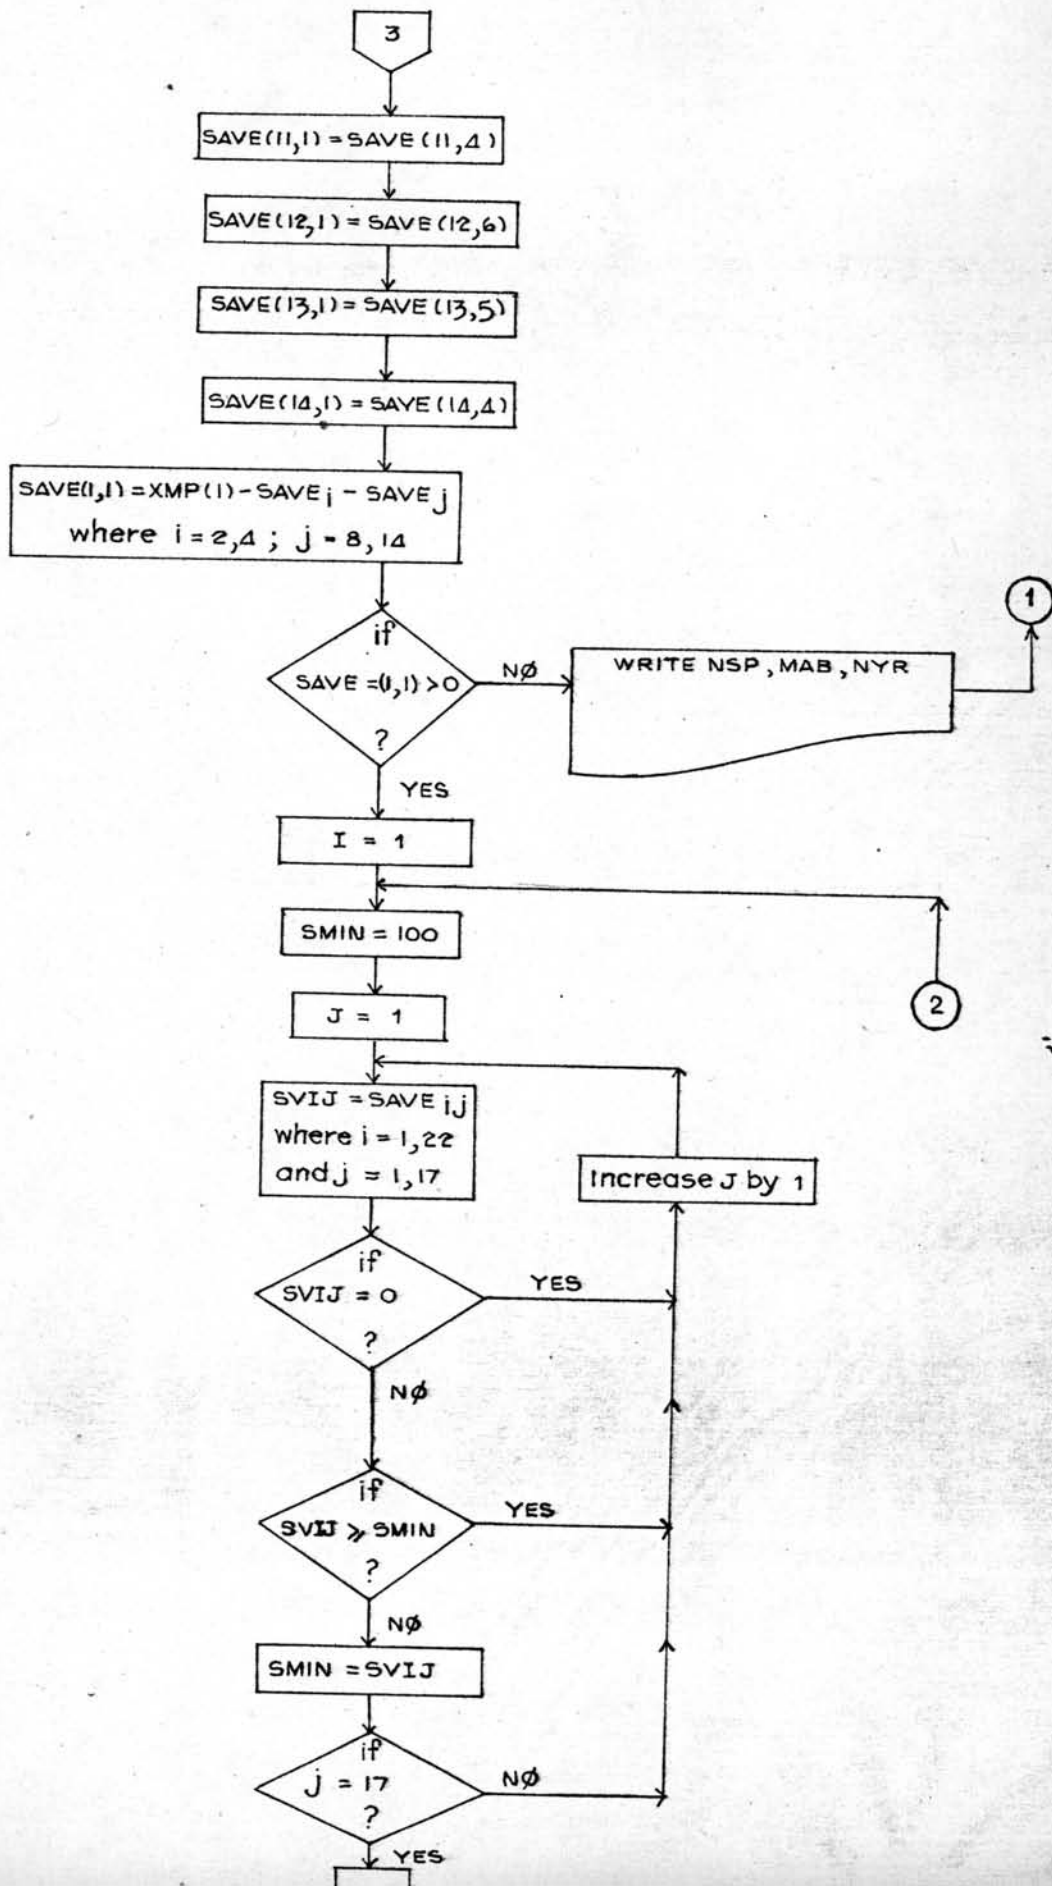 3
SAVE(11,1) = SAVE(11,4)
SAVE(12,1) = SAVE(12,6)
SAVE(13,1) = SAVE(13,5)
SAVE(14,1) = SAVE(14,4)
SAVE(1,1) = XMP(1) - SAVE i - SAVE j
where i = 2,4 ; j = 8,14
if
SAVE =(1,1) >0
?
NØ
WRITE NSP, MAB, NYR
1
YES
I = 1
SMIN = 100
2
J = 1
SVIJ = SAVE ij
where i = 1,22
and j = 1,17
Increase J by 1
if
SVIJ = 0
?
YES
NØ
if
SVIJ ⩾ SMIN
?
YES
NØ
SMIN = SVIJ
if
j = 17
?
NØ
YES